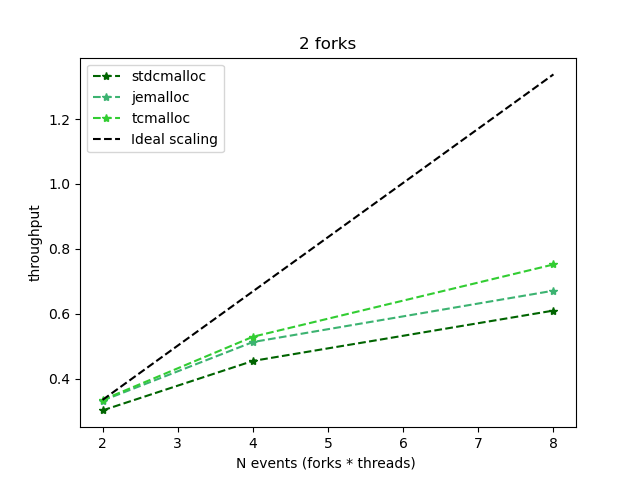 2 forks
stdcmalloc
jemalloc
tcmalloc
Ideal scaling
throughput
1.2
1.0
0.8
0.6
0.4
2 3 4 5 6 7 8
N events (forks * threads)